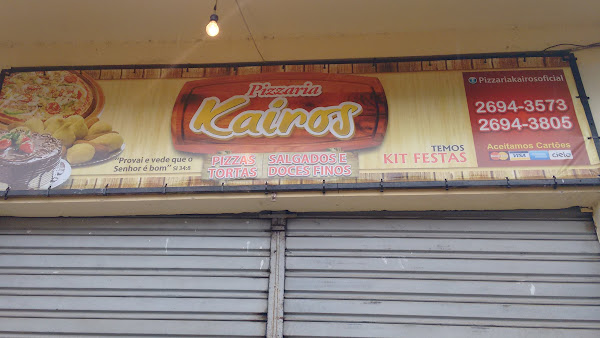 Pizzaria
Kairos
Pizzariakairosoficial
2694-3573
2694-3805
Aceitamos Cartões
VISA
cielo
TEMOS
KIT FESTAS
PIZZAS
TORTAS
SALGADOS E
DOCES FINOS
"Provai e vede que o
Senhor é bom" Sl 34:8